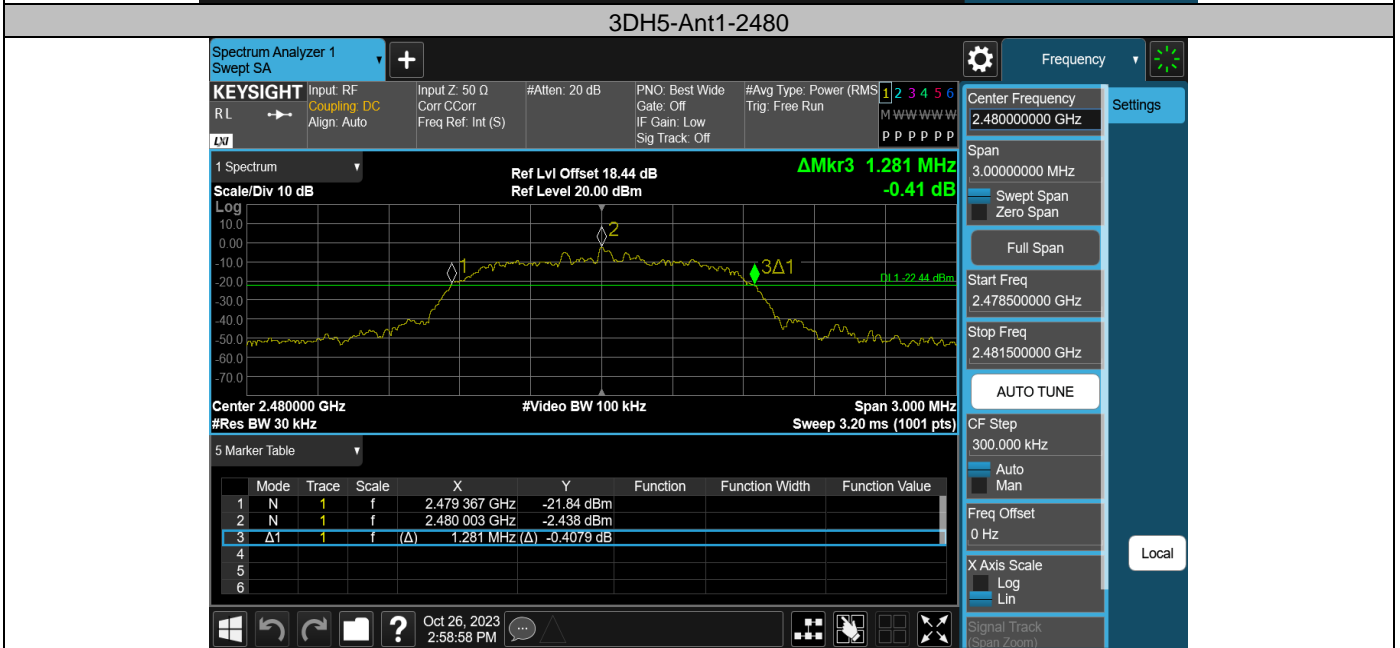 3DH5-Ant1-2480
Spectrum Analyzer 1
Swept SA
+
Frequency
KEYSIGHT
RL
LXI
Input: RF
Coupling: DC
Align: Auto
Input Z: 50 Ω
Corr CCorr
Freq Ref: Int (S)
#Atten: 20 dB
PNO: Best Wide
Gate: Off
IF Gain: Low
Sig Track: Off
#Avg Type: Power (RMS
Trig: Free Run
1 2 3 4 5 6
M W W W W W
P P P P P P
Center Frequency
2.480000000 GHz
Settings
Span
3.00000000 MHz
Swept Span
Zero Span
Full Span
Start Freq
2.478500000 GHz
Stop Freq
2.481500000 GHz
AUTO TUNE
CF Step
300.000 kHz
Auto
Man
Freq Offset
0 Hz
X Axis Scale
Log
Lin
Signal Track
(Span Zoom)
Local
1 Spectrum
Scale/Div 10 dB
Ref Lvl Offset 18.44 dB
Ref Level 20.00 dBm
ΔMkr3 1.281 MHz
-0.41 dB
Log
10.0
0.00
-10.0
-20.0
-30.0
-40.0
-50.0
-60.0
-70.0
1
2
3Δ1
DL1 -22.44 dBm
Center 2.480000 GHz
#Res BW 30 kHz
#Video BW 100 kHz
Span 3.000 MHz
Sweep 3.20 ms (1001 pts)
5 Marker Table
Mode Trace Scale X Y Function Function Width Function Value
1 N 1 f 2.479 367 GHz -21.84 dBm
2 N 1 f 2.480 003 GHz -2.438 dBm
3 Δ1 1 f (Δ) 1.281 MHz (Δ) -0.4079 dB
4
5
6
?
Oct 26, 2023
2:58:58 PM